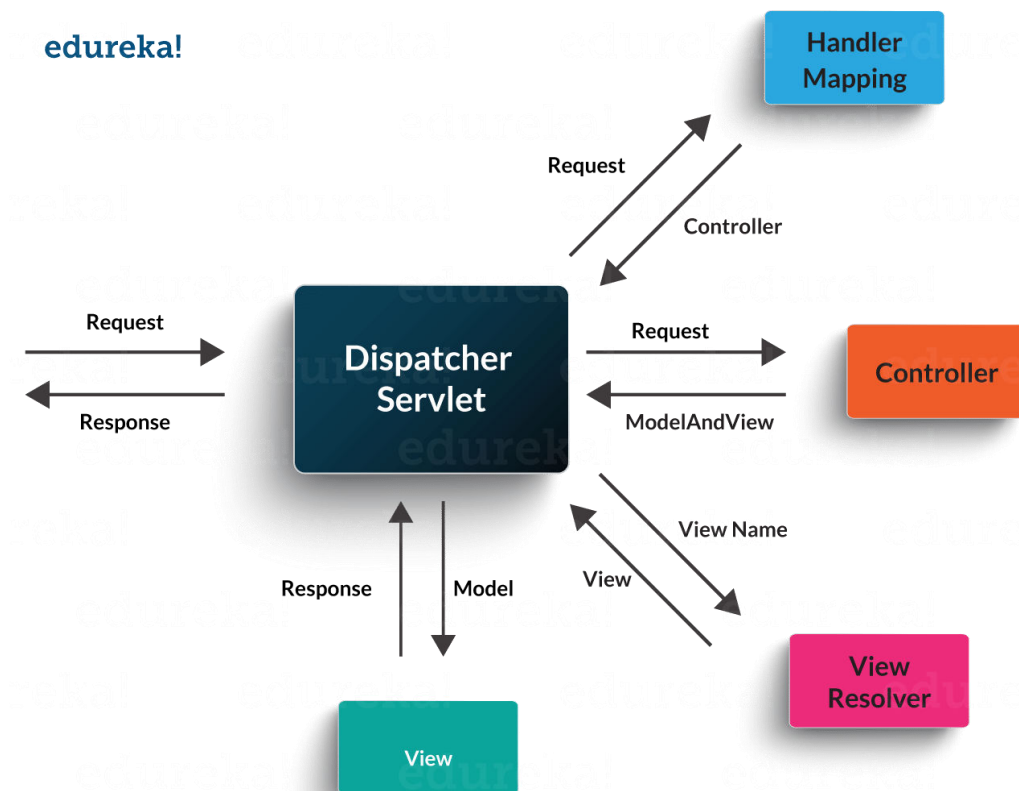 edureka!
Handler
Mapping
Request
Controller
Request
Response
Dispatcher
Servlet
Request
ModelAndView
Controller
View Name
View
Response
Model
View
Resolver
View